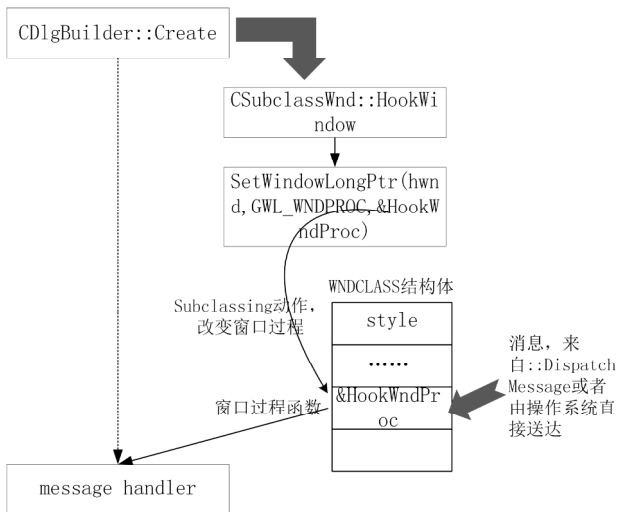 CDlgBuilder::Create
CSubclassWnd::HookWi
ndow
SetWindowLongPtr(hwn
d,GWL_WNDPROC,&HookW
ndProc)
WNDCLASS结构体
Subclassing动作，
改变窗口过程
style
……
消息，来
自::Dispatch
Message或者
由操作系统直
接送达
窗口过程函数
&HookWndPr
oc
message handler